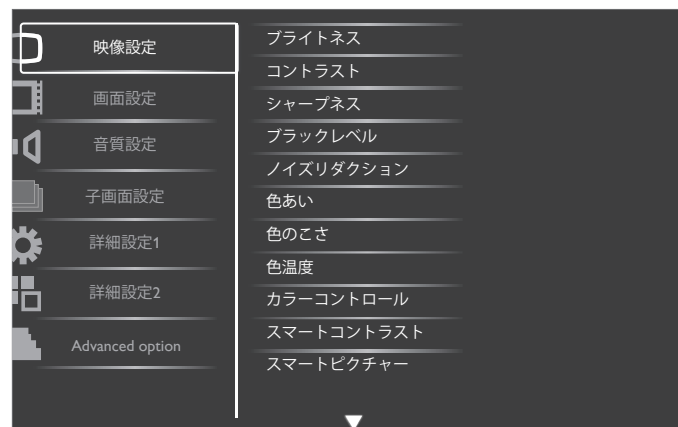 映像設定
画面設定
音質設定
子画面設定
詳細設定1
詳細設定2
Advanced option
ブライトネス
コントラスト
シャープネス
ブラックレベル
ノイズリダクション
色あい
色のこさ
色温度
カラーコントロール
スマートコントラスト
スマートピクチャー